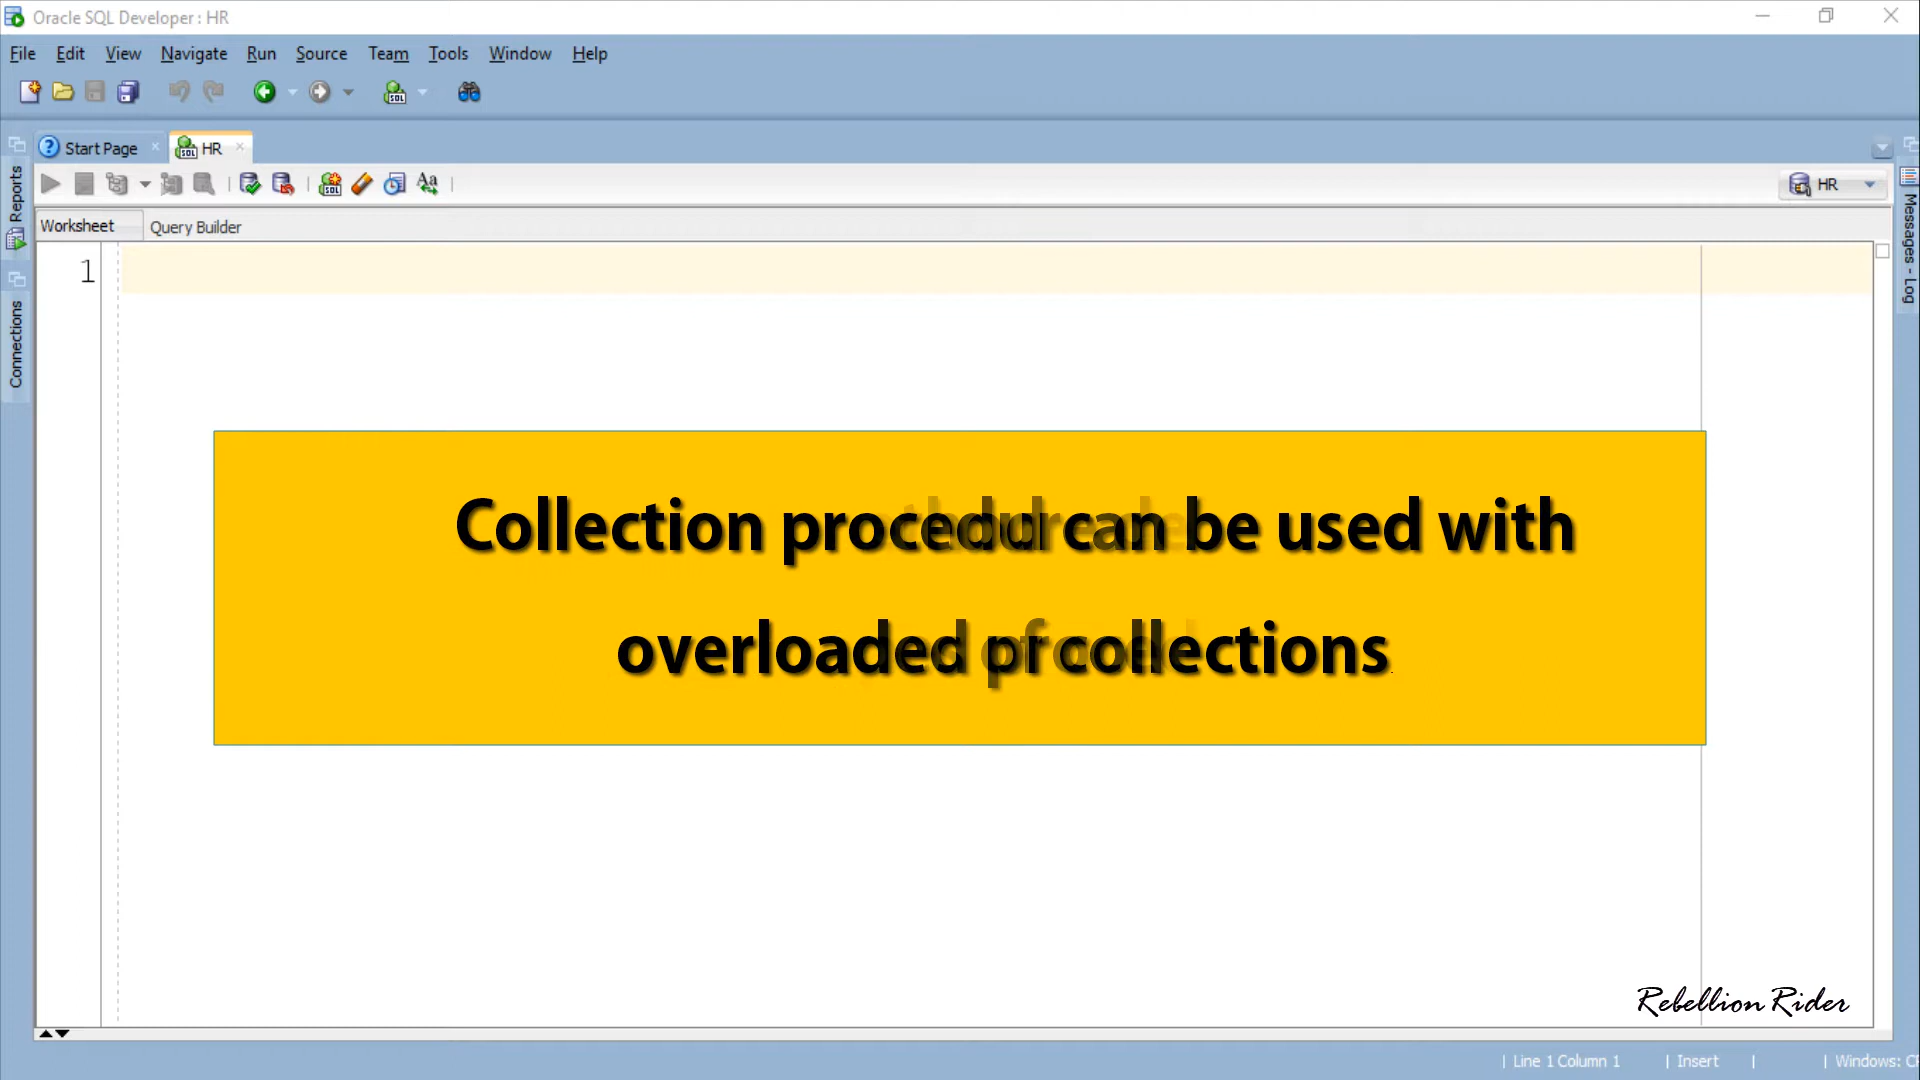 Oracle SQL Developer : HR
File Edit View Navigate Run Source Team Tools Window Help
Start Page HR
HR
Worksheet Query Builder
Reports
Connections
Messages - Log
1
Collection can be used with
overloaded collections
Rebellion Rider
Line 1 Column 1 Insert Windows: